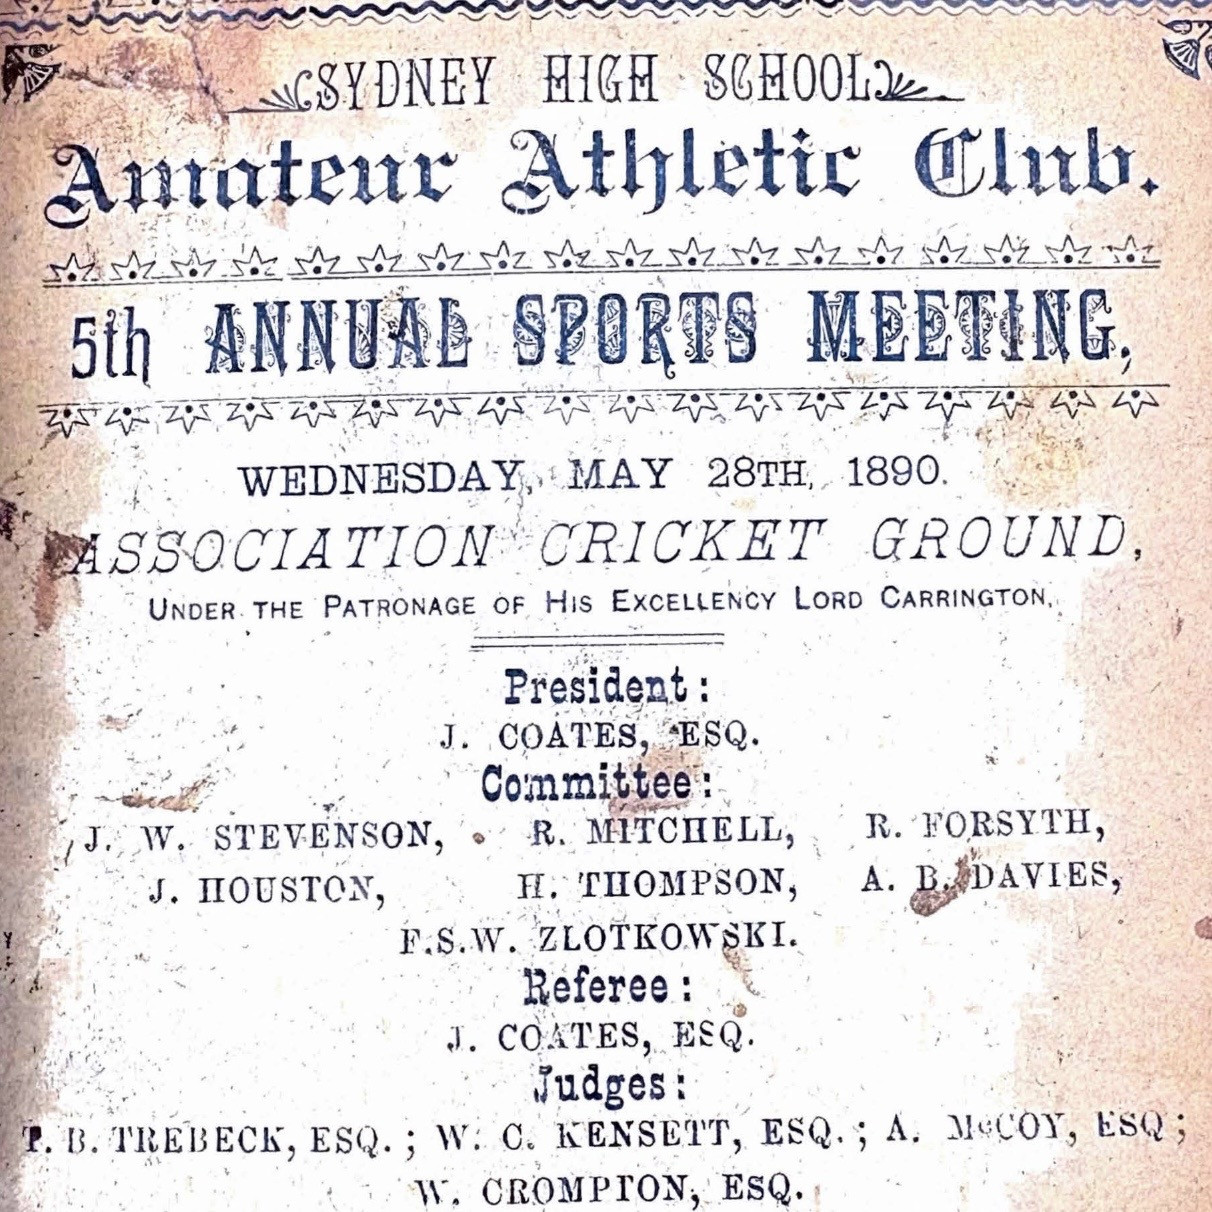 SYDNEY HIGH SCHOOL
Amateur Athletic Club.
5th ANNUAL SPORTS MEETING,
WEDNESDAY, MAY 28TH, 1890.
ASSOCIATION CRICKET GROUND,
UNDER THE PATRONAGE OF HIS EXCELLENCY LORD CARRINGTON,
President:
J. COATES, ESQ.
Committee:
J. W. STEVENSON, R. MITCHELL, R. FORSYTH,
J. HOUSTON, H. THOMPSON, A. B. DAVIES,
F.S.W. ZLOTKOWSKI.
Referee:
J. COATES, ESQ.
Judges:
T. B. TREBECK, ESQ.; W. C. KENSETT, ESQ.; A. McCOY, ESQ;
W. CROMPTON, ESQ.